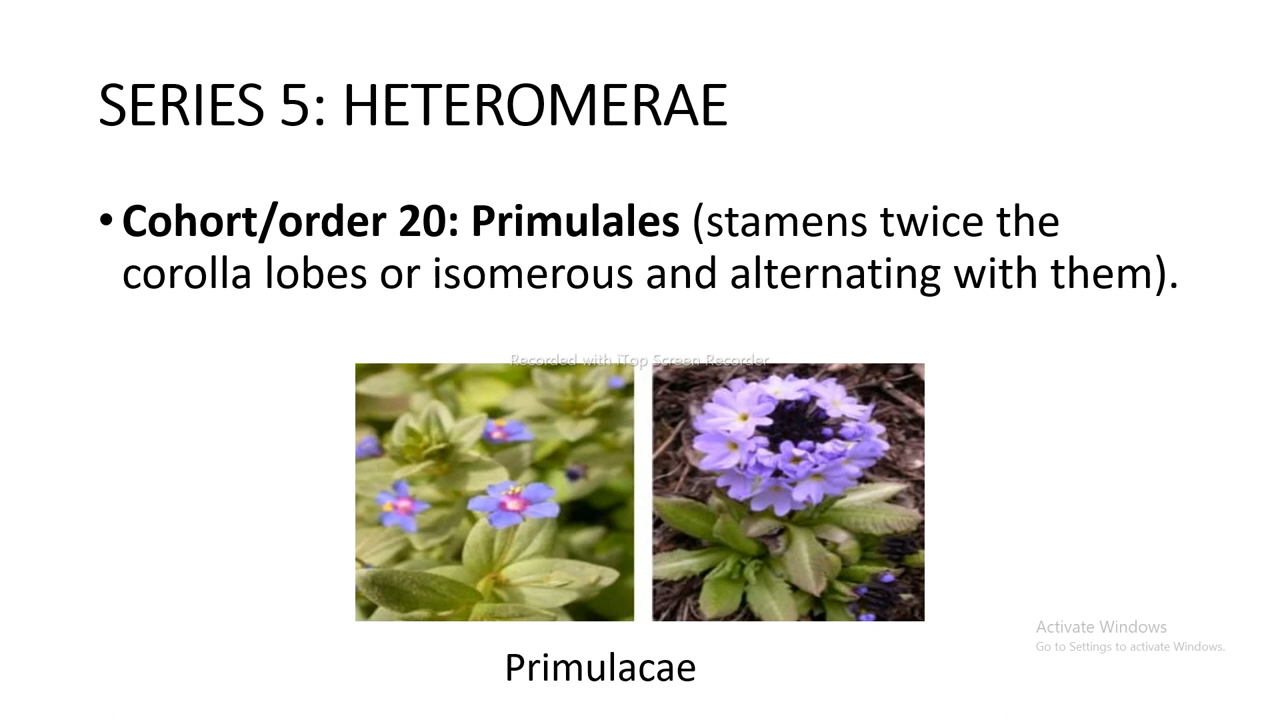 SERIES 5: HETEROMERAE
• Cohort/order 20: Primulales (stamens twice the
corolla lobes or isomerous and alternating with them).
Recorded with iTop Screen Recorder
Activate Windows
Go to Settings to activate Windows.
Primulacae